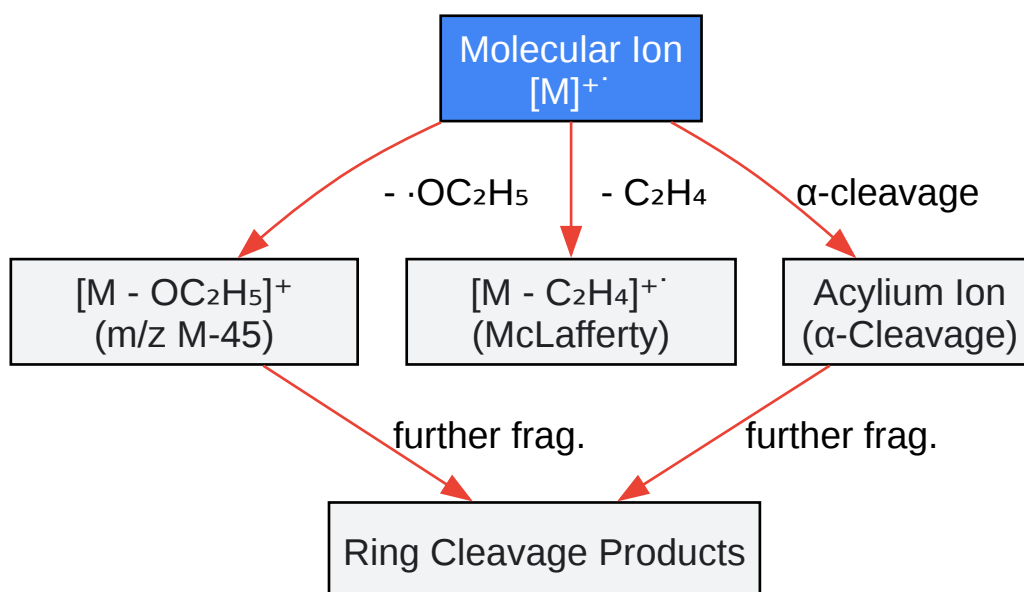 Molecular Ion
[M]⁺˙
- ·OC₂H₅
- C₂H₄
α-cleavage
[M - OC₂H₅]⁺
(m/z M-45)
[M - C₂H₄]⁺˙
(McLafferty)
Acylium Ion
(α-Cleavage)
further frag.
further frag.
Ring Cleavage Products